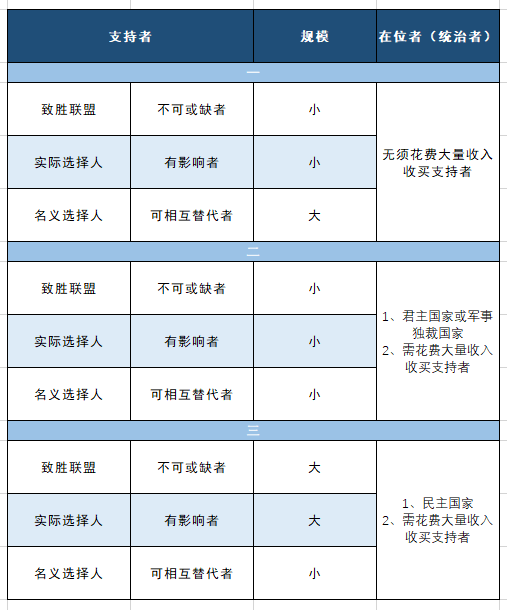 支持者 规模 在位者（统治者）
一
致胜联盟 不可或缺者 小
实际选择人 有影响者 小
名义选择人 可相互替代者 大
无须花费大量收入
收买支持者
二
致胜联盟 不可或缺者 小
实际选择人 有影响者 小
名义选择人 可相互替代者 小
1、君主国家或军事
独裁国家
2、需花费大量收入
收买支持者
三
致胜联盟 不可或缺者 大
实际选择人 有影响者 大
名义选择人 可相互替代者 小
1、民主国家
2、需花费大量收入
收买支持者